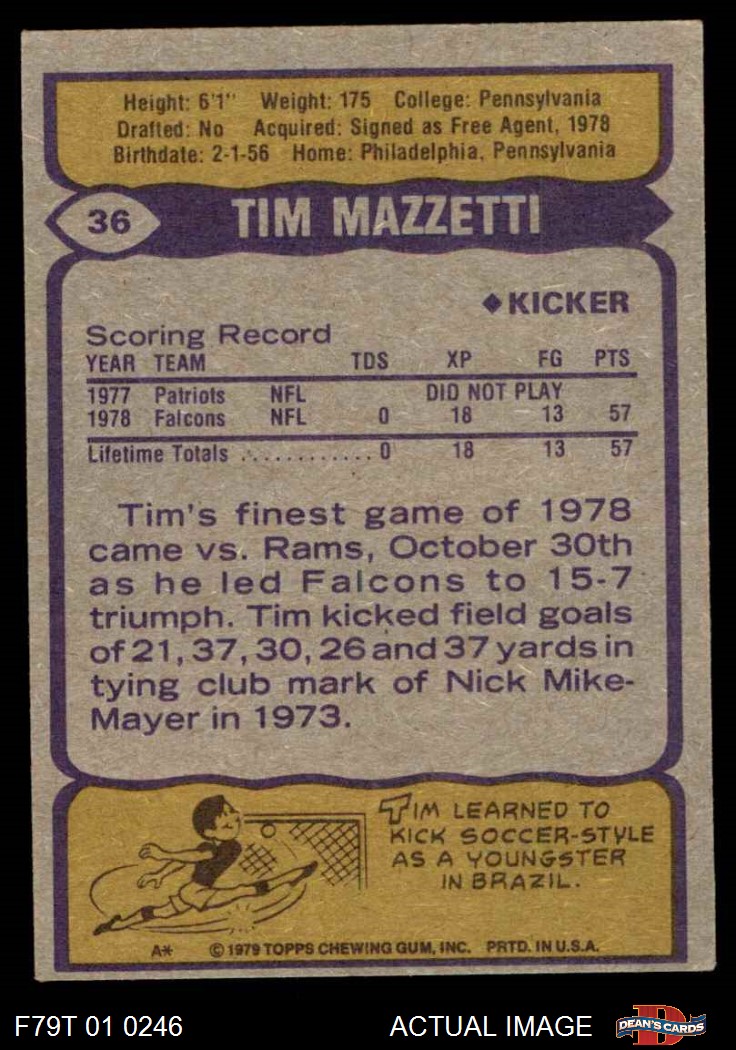 Height: 6'1" Weight: 175 College: Pennsylvania
Drafted: No Acquired: Signed as Free Agent, 1978
Birthdate: 2-1-56 Home: Philadelphia, Pennsylvania
36 TIM MAZZETTI
◆KICKER
Scoring Record
YEAR TEAM TDS XP FG PTS
1977 Patriots NFL DID NOT PLAY
1978 Falcons NFL 0 18 13 57
Lifetime Totals ............ 0 18 13 57
Tim's finest game of 1978
came vs. Rams, October 30th
as he led Falcons to 15-7
triumph. Tim kicked field goals
of 21, 37, 30, 26 and 37 yards in
tying club mark of Nick Mike-
Mayer in 1973.
TIM LEARNED TO
KICK SOCCER-STYLE
AS A YOUNGSTER
IN BRAZIL.
A* © 1979 TOPPS CHEWING GUM, INC. PRTD. IN U.S.A.
F79T 01 0246 ACTUAL IMAGE D DEAN'S CARDS